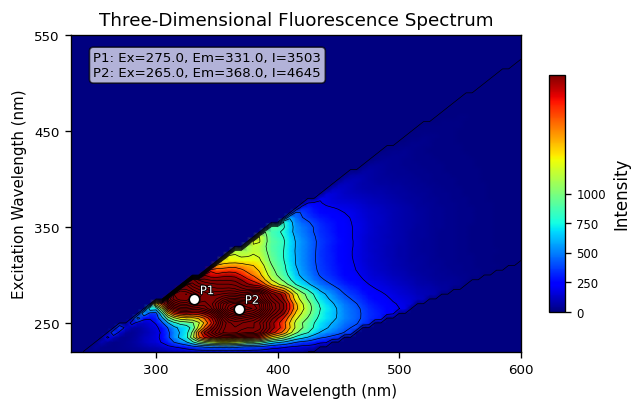 Three-Dimensional Fluorescence Spectrum
P1: Ex=275.0, Em=331.0, I=3503
P2: Ex=265.0, Em=368.0, I=4645
550
450
350
250
Excitation Wavelength (nm)
P1
P2
300
400
500
600
Emission Wavelength (nm)
1000
750
500
250
0
Intensity